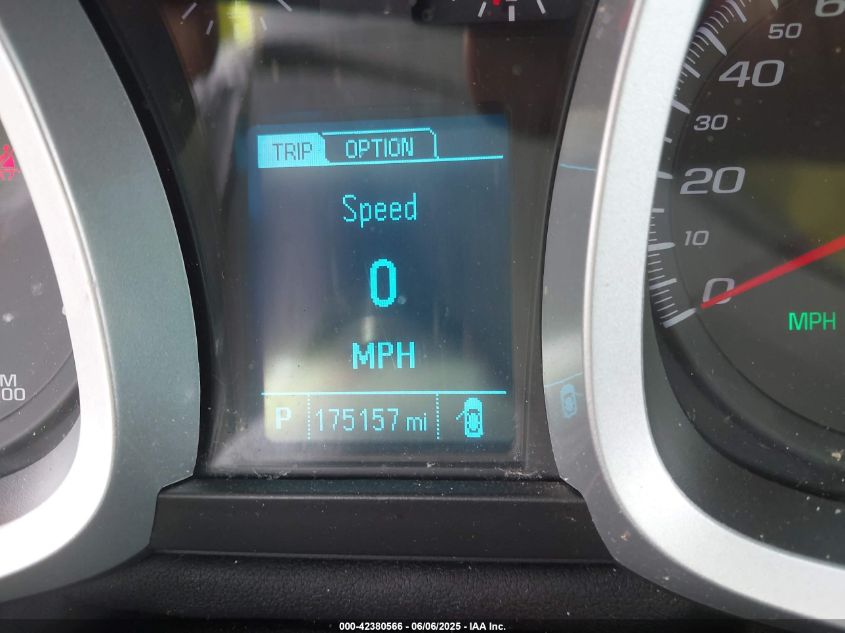 TRIP OPTION
Speed
0
MPH
P 175157 mi
50
40
30
20
10
0
MPH
000-42380566 - 06/06/2025 - IAA Inc.